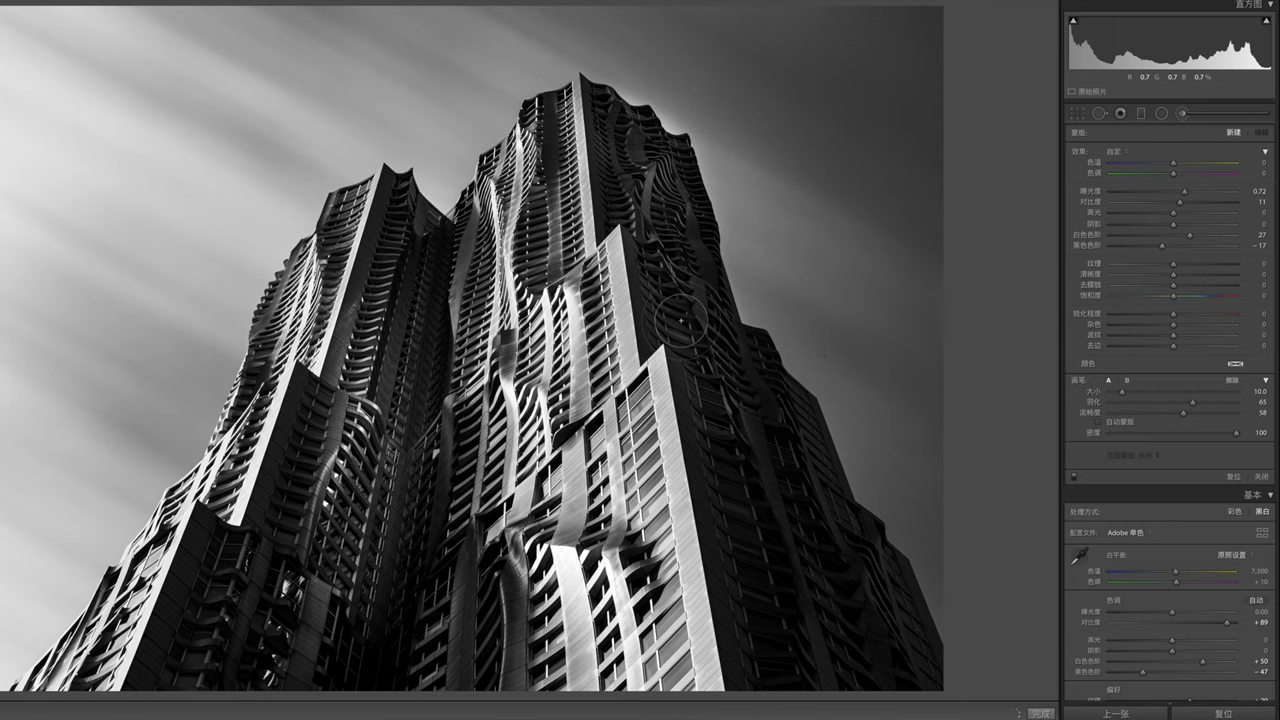 直方图
R 0.7 G 0.7 B 0.7 %
原始照片
蒙版: 新建 编辑
效果: 自定
色温 0
色调 0
曝光度 0.72
对比度 11
高光 0
阴影 0
白色色阶 27
黑色色阶 - 17
纹理 0
清晰度 0
去朦胧 0
饱和度 0
锐化程度 0
杂色 0
波纹 0
去边 0
颜色
画笔: A B 擦除
大小 10.0
羽化 65
流畅度 58
自动蒙版
密度 100
范围蒙版: 关闭
复位 关闭
基本
处理方式: 彩色 黑白
配置文件: Adobe 单色
白平衡: 原照设置
色温 7,300
色调 + 10
色调 自动
曝光度 0.00
对比度 + 89
高光 0
阴影 0
白色色阶 + 50
黑色色阶 - 47
偏好
完成 上一张 复位